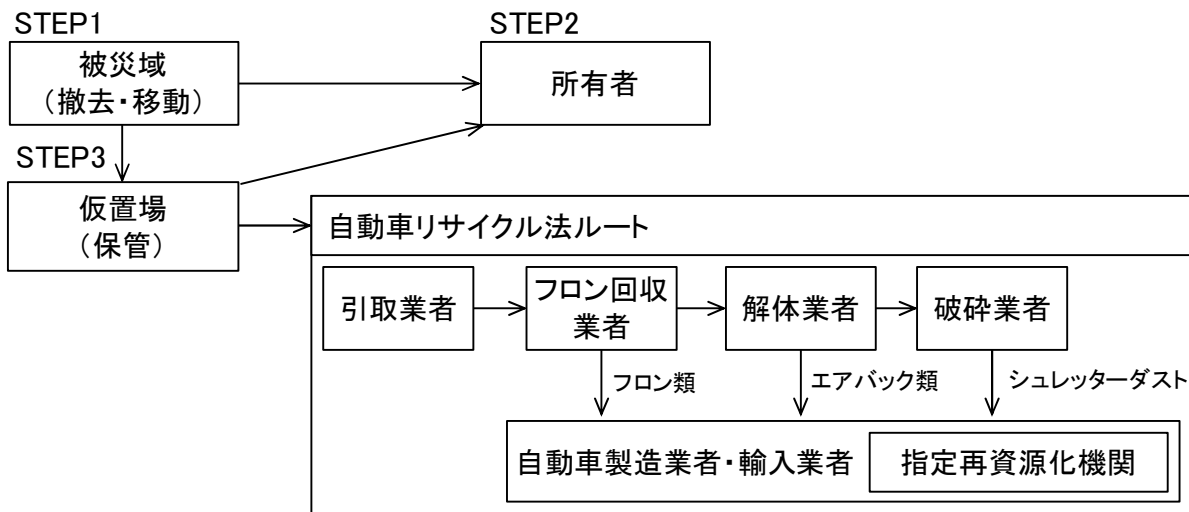 STEP1
STEP2
被災域
(撤去・移動)
所有者
STEP3
仮置場
(保管)
自動車リサイクル法ルート
引取業者
フロン回収
業者
解体業者
破砕業者
フロン類
エアバック類
シュレッターダスト
自動車製造業者・輸入業者
指定再資源化機関